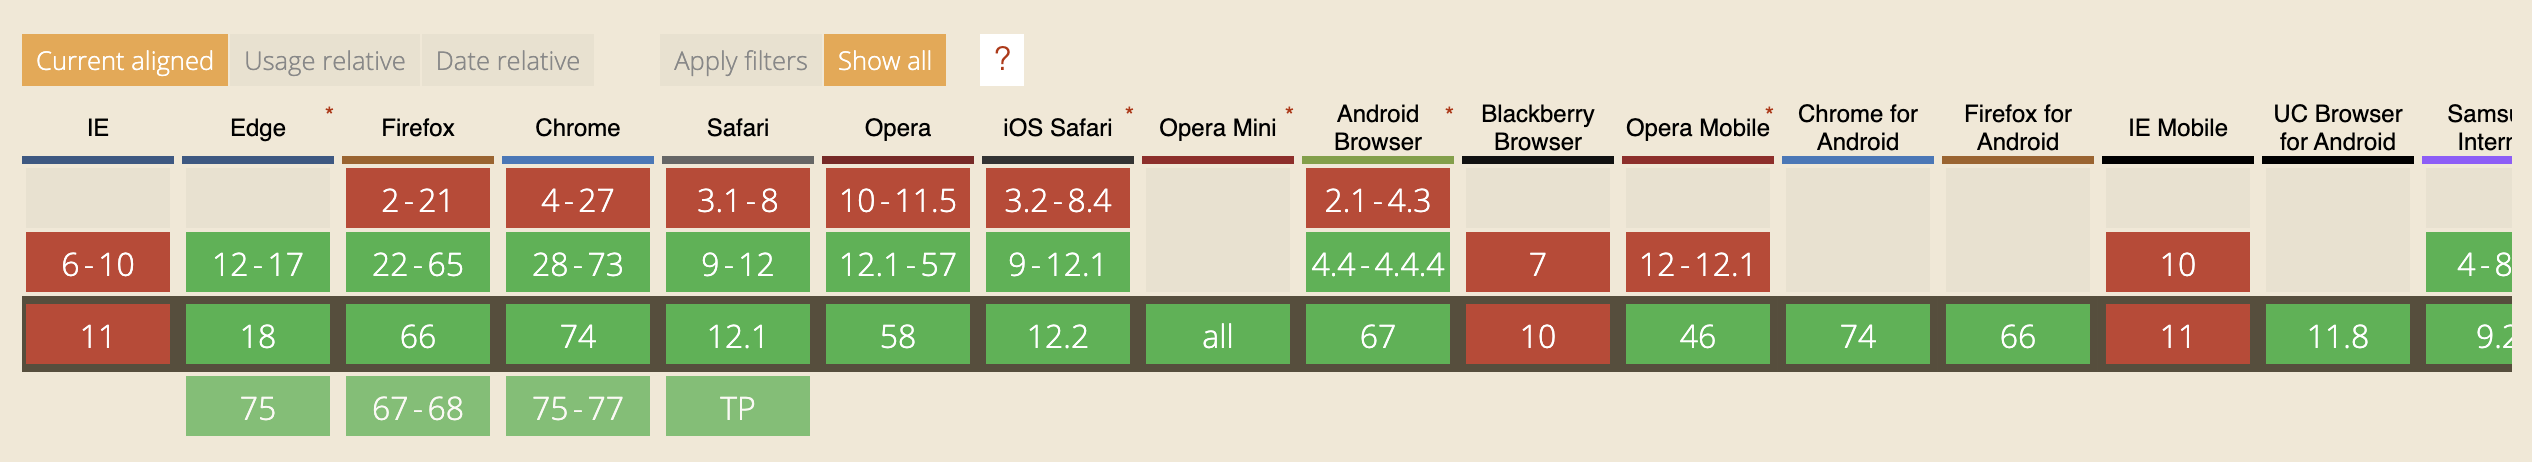 Current aligned Usage relative Date relative Apply filters Show all ?
IE Edge * Firefox Chrome Safari Opera iOS Safari * Opera Mini * Android Browser * Blackberry Browser Opera Mobile * Chrome for Android Firefox for Android IE Mobile UC Browser for Android
2-21 4-27 3.1-8 10-11.5 3.2-8.4 2.1-4.3
6-10 12-17 22-65 28-73 9-12 12.1-57 9-12.1 4.4-4.4.4 7 12-12.1 10 4-8
11 18 66 74 12.1 58 12.2 all 67 10 46 74 66 11 11.8 9.2
75 67-68 75-77 TP